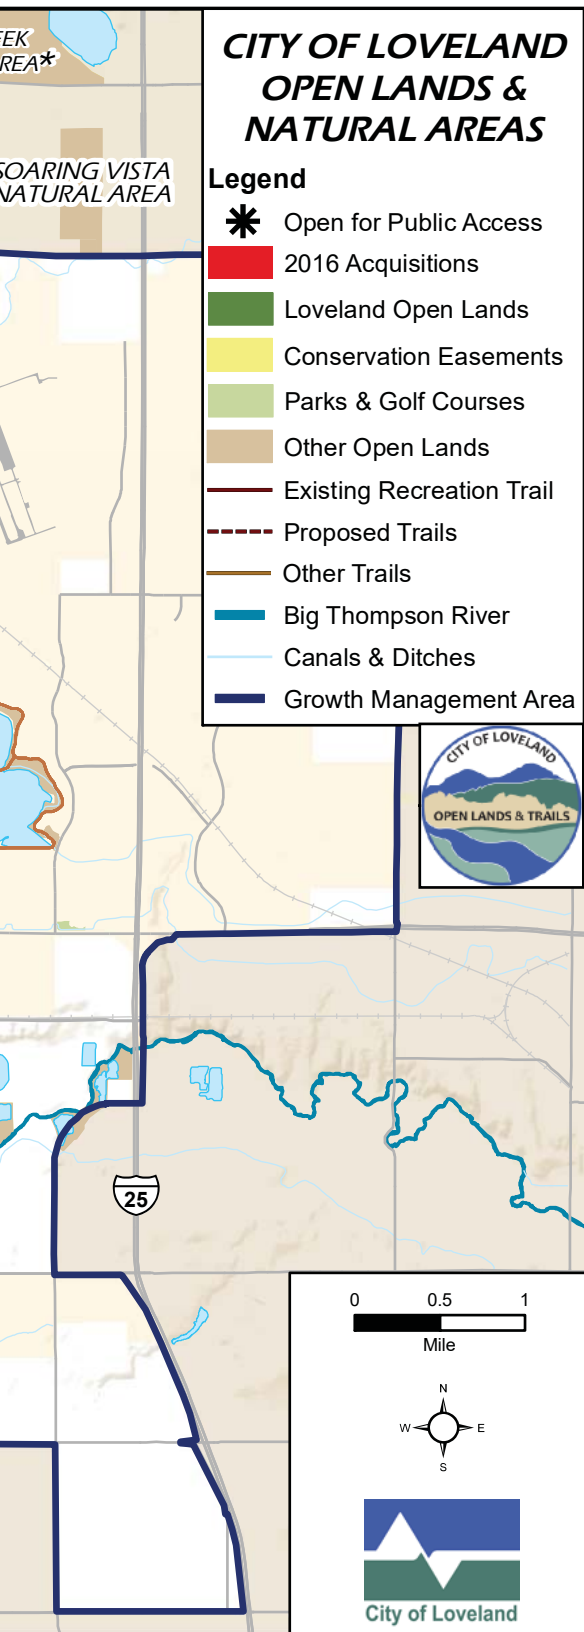 EEK
REA*
SOARING VISTA
NATURAL AREA
CITY OF LOVELAND
OPEN LANDS &
NATURAL AREAS
Legend
Open for Public Access
2016 Acquisitions
Loveland Open Lands
Conservation Easements
Parks & Golf Courses
Other Open Lands
Existing Recreation Trail
Proposed Trails
Other Trails
Big Thompson River
Canals & Ditches
Growth Management Area
CITY OF LOVELAND
OPEN LANDS & TRAILS
25
0 0.5 1
Mile
N
W E
S
City of Loveland